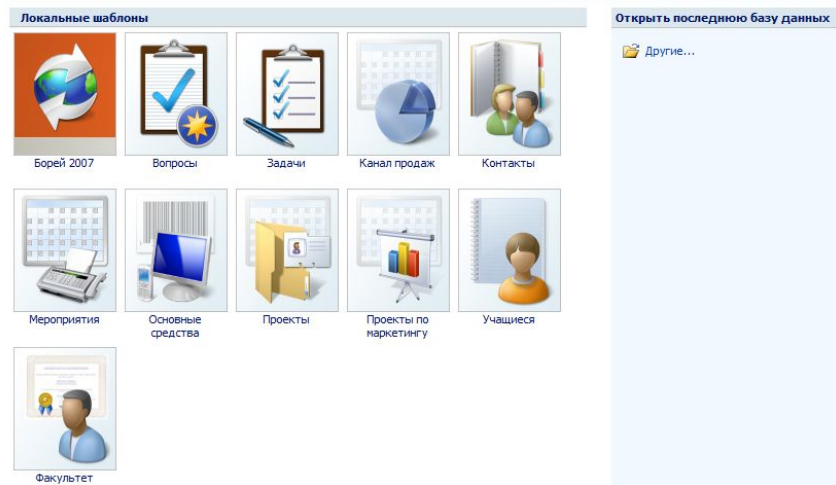 Локальные шаблоны
Открыть последнюю базу данных
Другие...
Борей 2007
Вопросы
Задачи
Канал продаж
Контакты
Мероприятия
Основные
средства
Проекты
Проекты по
маркетингу
Учащиеся
Факультет